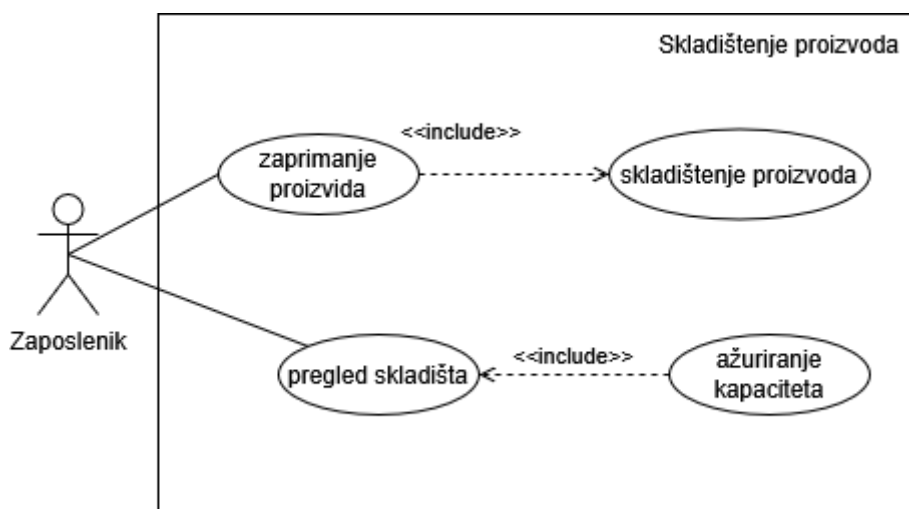 Skladištenje proizvoda
<<include>>
zaprimanje
proizvida
skladištenje proizvoda
Zaposlenik
pregled skladišta
<<include>>
ažuriranje
kapaciteta